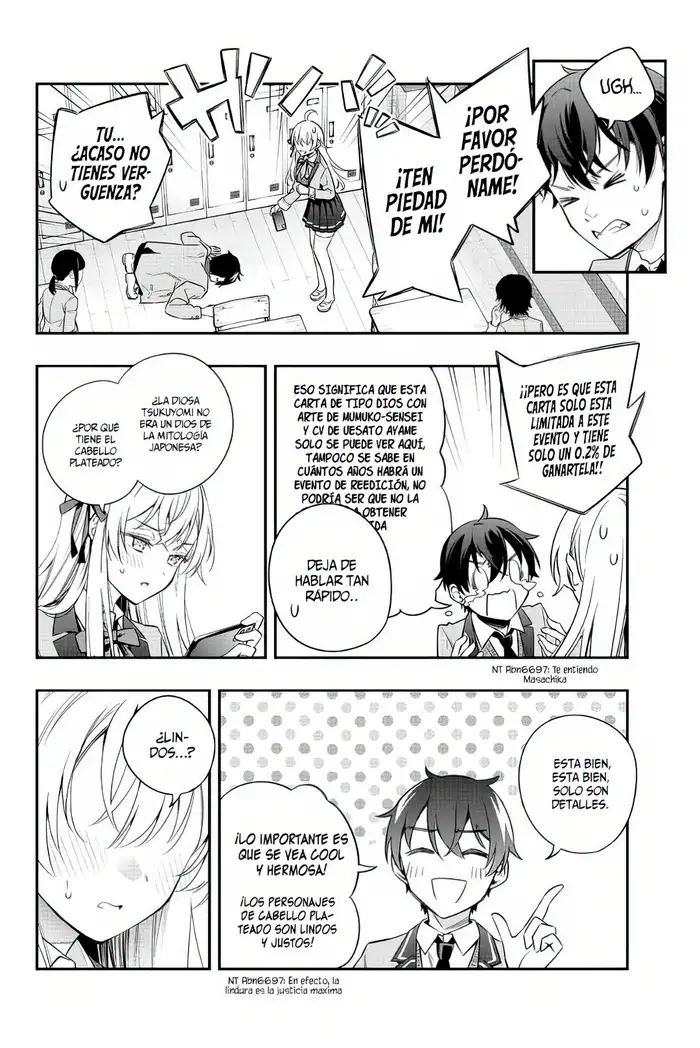 UGH...
¡POR
FAVOR
PERDÓ-
NAME!
¡TEN
PIEDAD
DE MI!
TU...
¿ACASO NO
TIENES VER-
GUENZA?
¡¡PERO ES QUE ESTA
CARTA SOLO ESTA
LIMITADA A ESTE
EVENTO Y TIENE
SOLO UN 0.2% DE
GANARTELA!!
ESO SIGNIFICA QUE ESTA
CARTA DE TIPO DIOS CON
ARTE DE MUMUKO-SENSEI
Y CV DE UESATO AYAME
SOLO SE PUEDE VER AQUÍ,
TAMPOCO SE SABE EN
CUÁNTOS AÑOS HABRÁ UN
EVENTO DE REEDICIÓN, NO
PODRÍA SER QUE NO LA
OBTENER
DEJA DE
HABLAR TAN
RÁPIDO..
NT Abn6697: Te entiendo
Masachika
¿LA DIOSA
TSUKUYOMI NO
ERA UN DIOS DE
LA MITOLOGÍA
JAPONESA?
¿POR QUÉ
TIENE EL
CABELLO
PLATEADO?
ESTA BIEN,
ESTA BIEN,
SOLO SON
DETALLES.
¡LO IMPORTANTE ES
QUE SE VEA COOL
Y HERMOSA!
¡LOS PERSONAJES
DE CABELLO PLA-
TEADO SON LINDOS
Y JUSTOS!
NT Abn6697: En efecto, la
lindura es la justicia maxima
¿LIN-
DOS...?